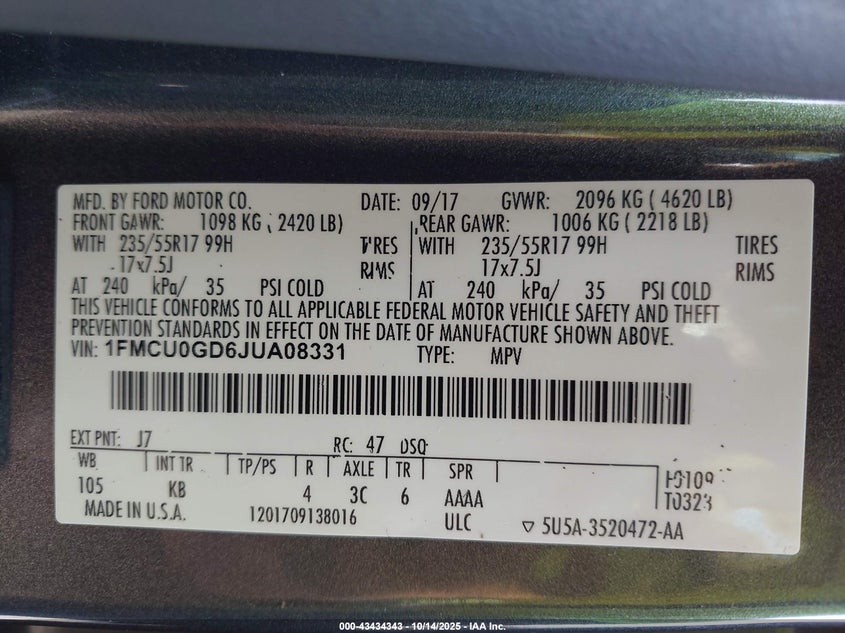 MFD. BY FORD MOTOR CO. DATE: 09/17 GVWR: 2096 KG ( 4620 LB)
FRONT GAWR: 1098 KG ( 2420 LB) REAR GAWR: 1006 KG ( 2218 LB)
WITH 235/55R17 99H TIRES WITH 235/55R17 99H TIRES
17x7.5J RIMS 17x7.5J RIMS
AT 240 kPa/ 35 PSI COLD AT 240 kPa/ 35 PSI COLD
THIS VEHICLE CONFORMS TO ALL APPLICABLE FEDERAL MOTOR VEHICLE SAFETY AND THEFT
PREVENTION STANDARDS IN EFFECT ON THE DATE OF MANUFACTURE SHOWN ABOVE.
VIN: 1FMCU0GD6JUA08331 TYPE: MPV
EXT PNT: J7 RC: 47 DSO
WB INT TR TP/PS R AXLE TR SPR
105 KB 4 3C 6 AAAA
T0323
MADE IN U.S.A. 1201709138016 ULC ▽ 5U5A-3520472-AA
000-43434343 - 10/14/2025 - IAA Inc.